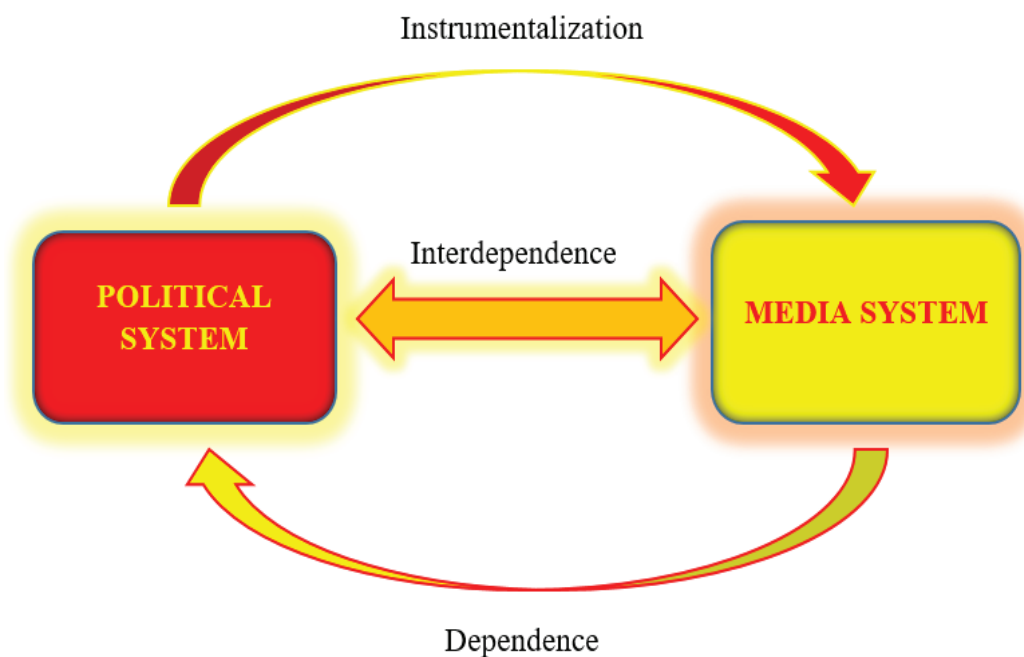 Instrumentalization
Interdependence
POLITICAL
SYSTEM
MEDIA SYSTEM
Dependence